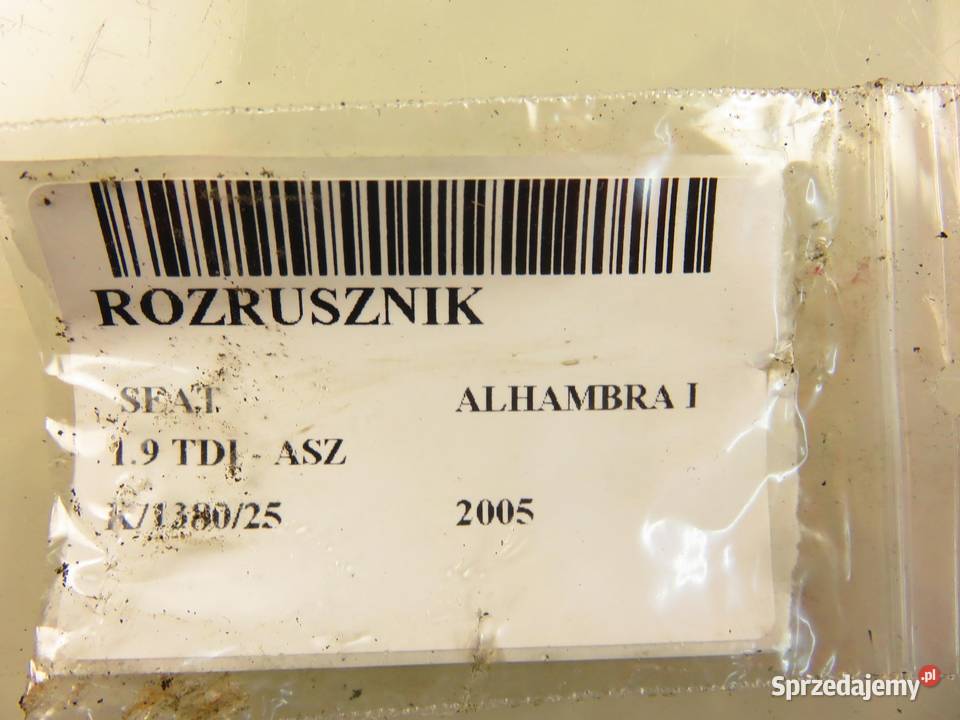 ROZRUSZNIK
SEAT ALHAMBRA I
1.9 TDI - ASZ
K/1380/25 2005
Sprzedajemy.pl